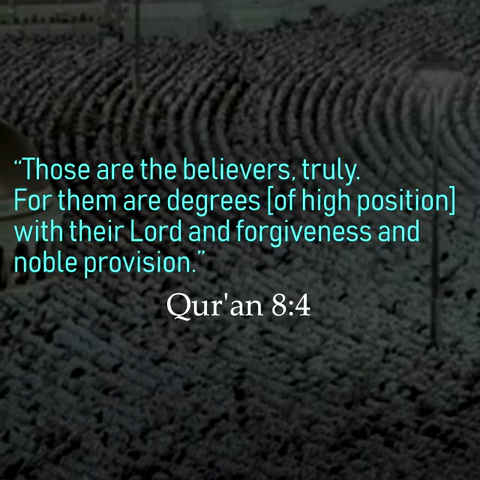 “Those are the believers, truly.
For them are degrees [of high position]
with their Lord and forgiveness and
noble provision.”
Qur'an 8:4